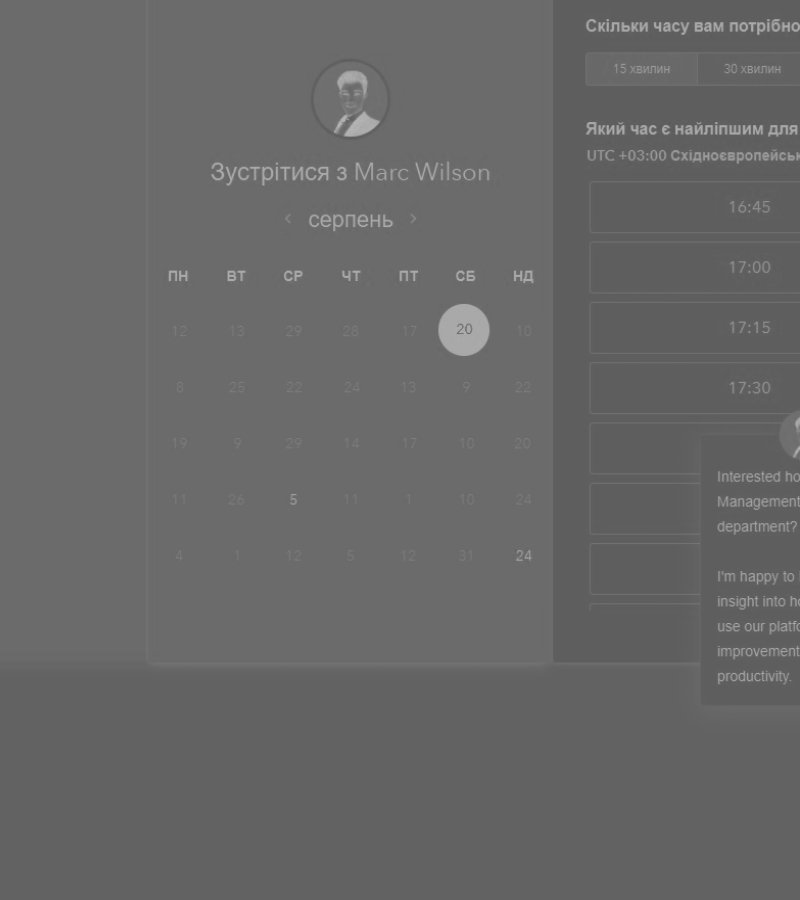 Зустрітися з Marc Wilson
серпень
ПН ВТ СР ЧТ ПТ СБ НД
12 13 29 28 17 20 10
8 25 22 24 13 9 22
19 9 29 14 17 10 20
11 26 5 11 1 10 24
4 1 12 5 12 31 24
Скільки часу вам потрібно
15 хвилин 30 хвилин
Який час є найліпшим для
UTC +03:00 Східноєвропейськ
16:45
17:00
17:15
17:30
Interested ho
Management
department?
I'm happy to
insight into ho
use our platfo
improvement
productivity.